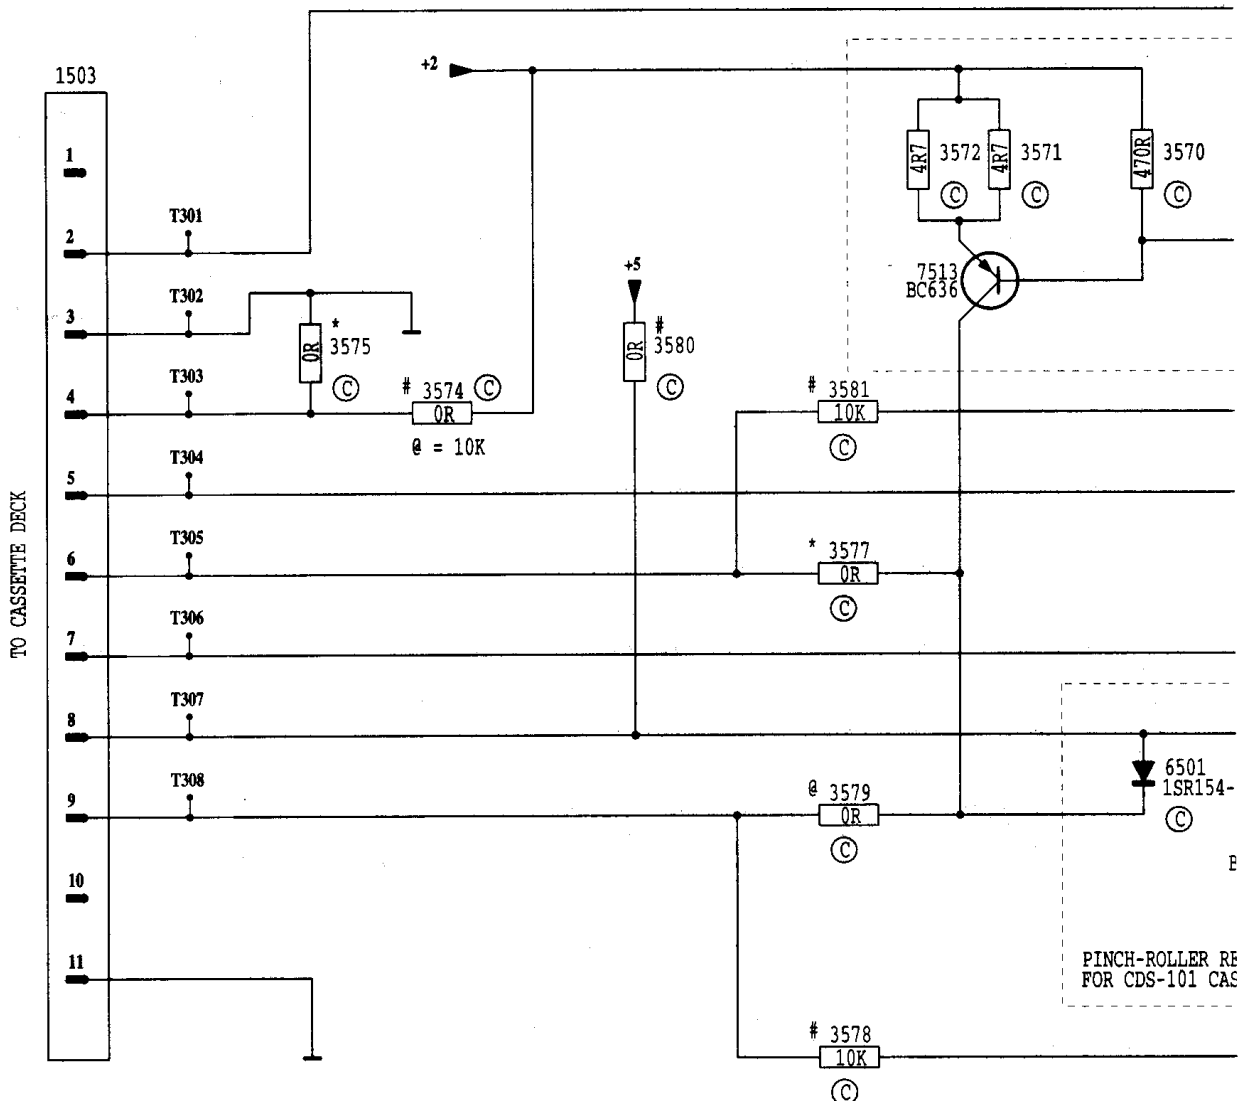 1503
+2
1
3572
3571
3570
4R7
4R7
470R
C
C
C
T301
2
+5
7513
BC636
T302
3
*
3575
0R
C
#
3580
0R
C
T303
4
# 3574
C
0R
@ = 10K
# 3581
10K
C
T304
5
TO CASSETTE DECK
T305
6
* 3577
0R
C
T306
7
T307
8
6501
1SR154-
C
T308
9
@ 3579
0R
C
10
B
11
PINCH-ROLLER RE
FOR CDS-101 CAS
# 3578
10K
C